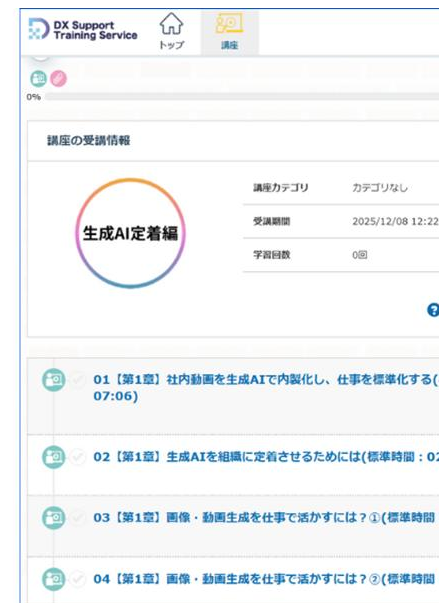 DX Support
Training Service
トップ
講座
0%
講座の受講情報
生成AI定着編
講座カテゴリ
カテゴリなし
受講期間
2025/12/08 12:22
学習回数
0回
?
01【第1章】社内動画を生成AIで内製化し、仕事を標準化する(
07:06)
02【第1章】生成AIを組織に定着させるためには(標準時間：02
03【第1章】画像・動画生成を仕事で活かすには？①(標準時間
04【第1章】画像・動画生成を仕事で活かすには？②(標準時間